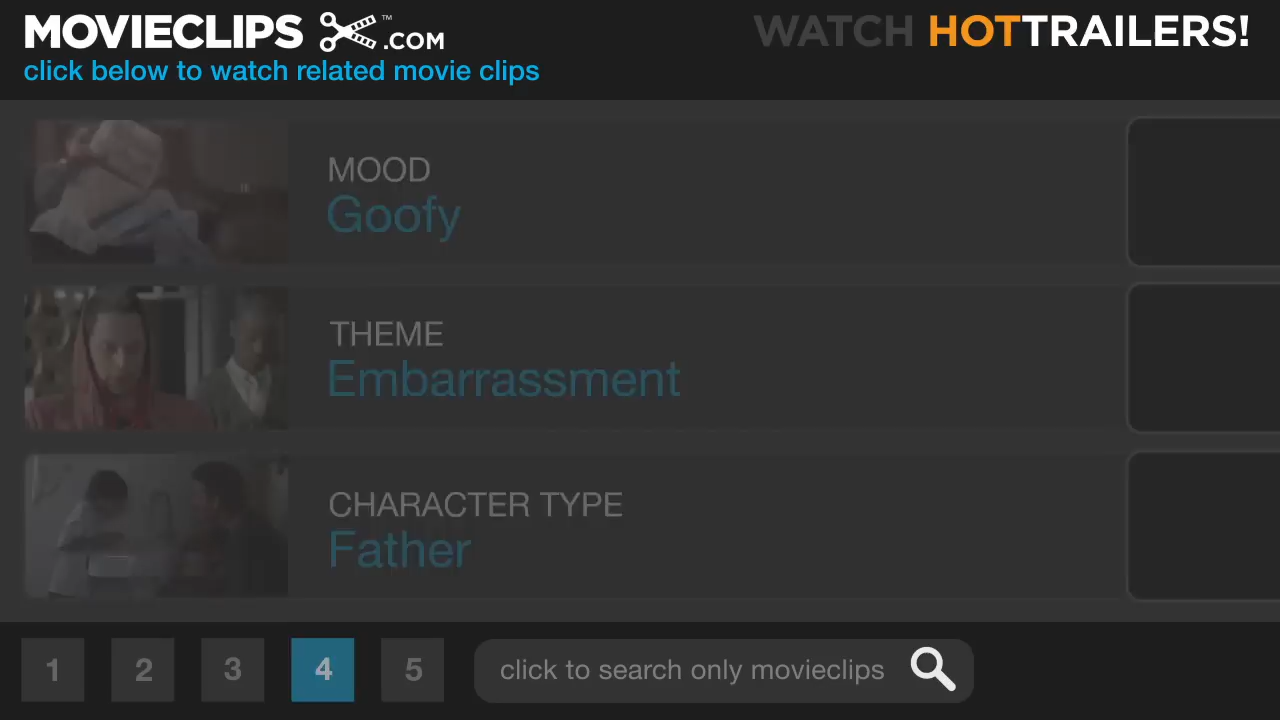 MOVIECLIPS™.COM
click below to watch related movie clips
WATCH HOTTRAILERS!
MOOD
Goofy
THEME
Embarrassment
CHARACTER TYPE
Father
1 2 3 4 5
click to search only movieclips